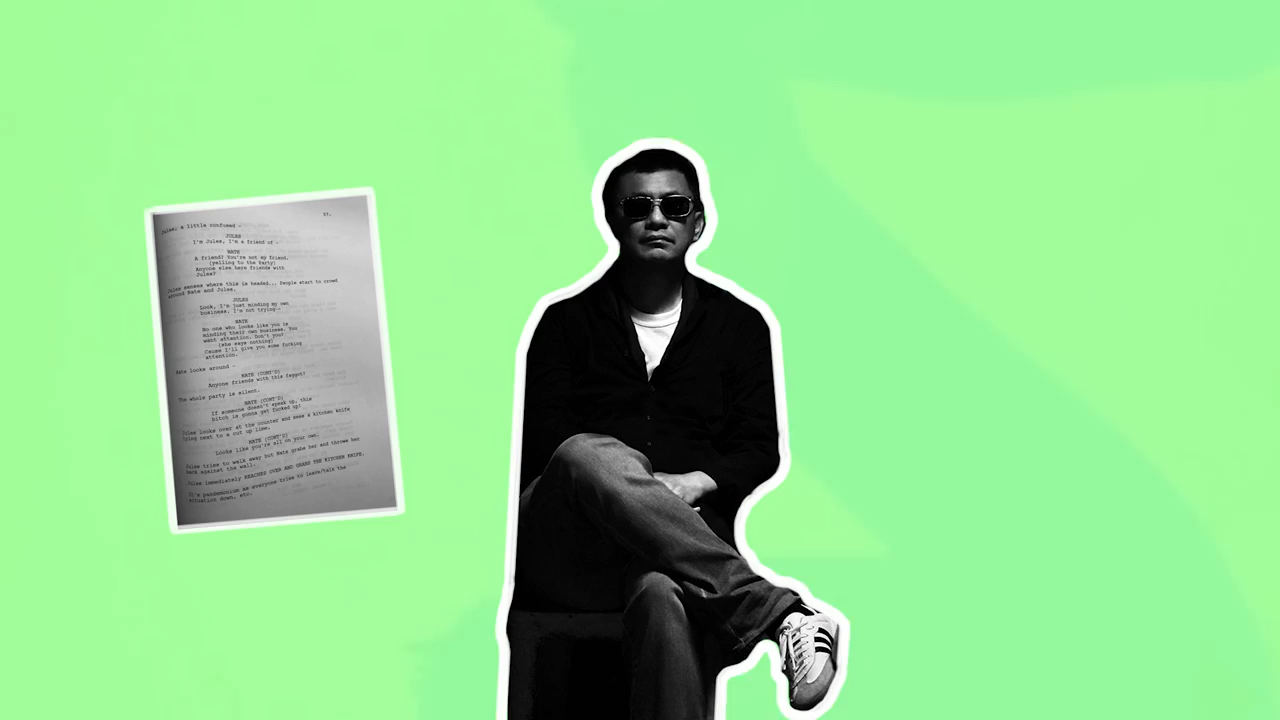 57.
Jules, a little confused -
JULES
I'm Jules, I'm a friend of -
NATE
A friend? You're not my friend.
(yelling to the Party)
Anyone else here friends with
Jules?
Jules senses where this is headed... People start to crowd
around Nate and Jules.
JULES
Look, I'm just minding my own
business. I'm not trying--
NATE
No one who looks like you is
minding their own business. You
want attention. Don't you?
(she says nothing)
Cause I'll give you some fucking
attention.
Nate looks around -
NATE (CONT'D)
Anyone friends with this faggot?
The whole party is silent.
NATE (CONT'D)
If someone doesn't speak up, this
bitch is gonna get fucked up!
Jules looks over at the counter and sees a kitchen knife
lying next to a cut up lime.
NATE (CONT'D)
Looks like you're all on your own.
Jules tries to walk away but Nate grabs her and throws her
back against the wall.
Jules immediately REACHES OVER AND GRABS THE KITCHEN KNIFE.
It's pandemonium as everyone tries to leave/talk the
situation down, etc.